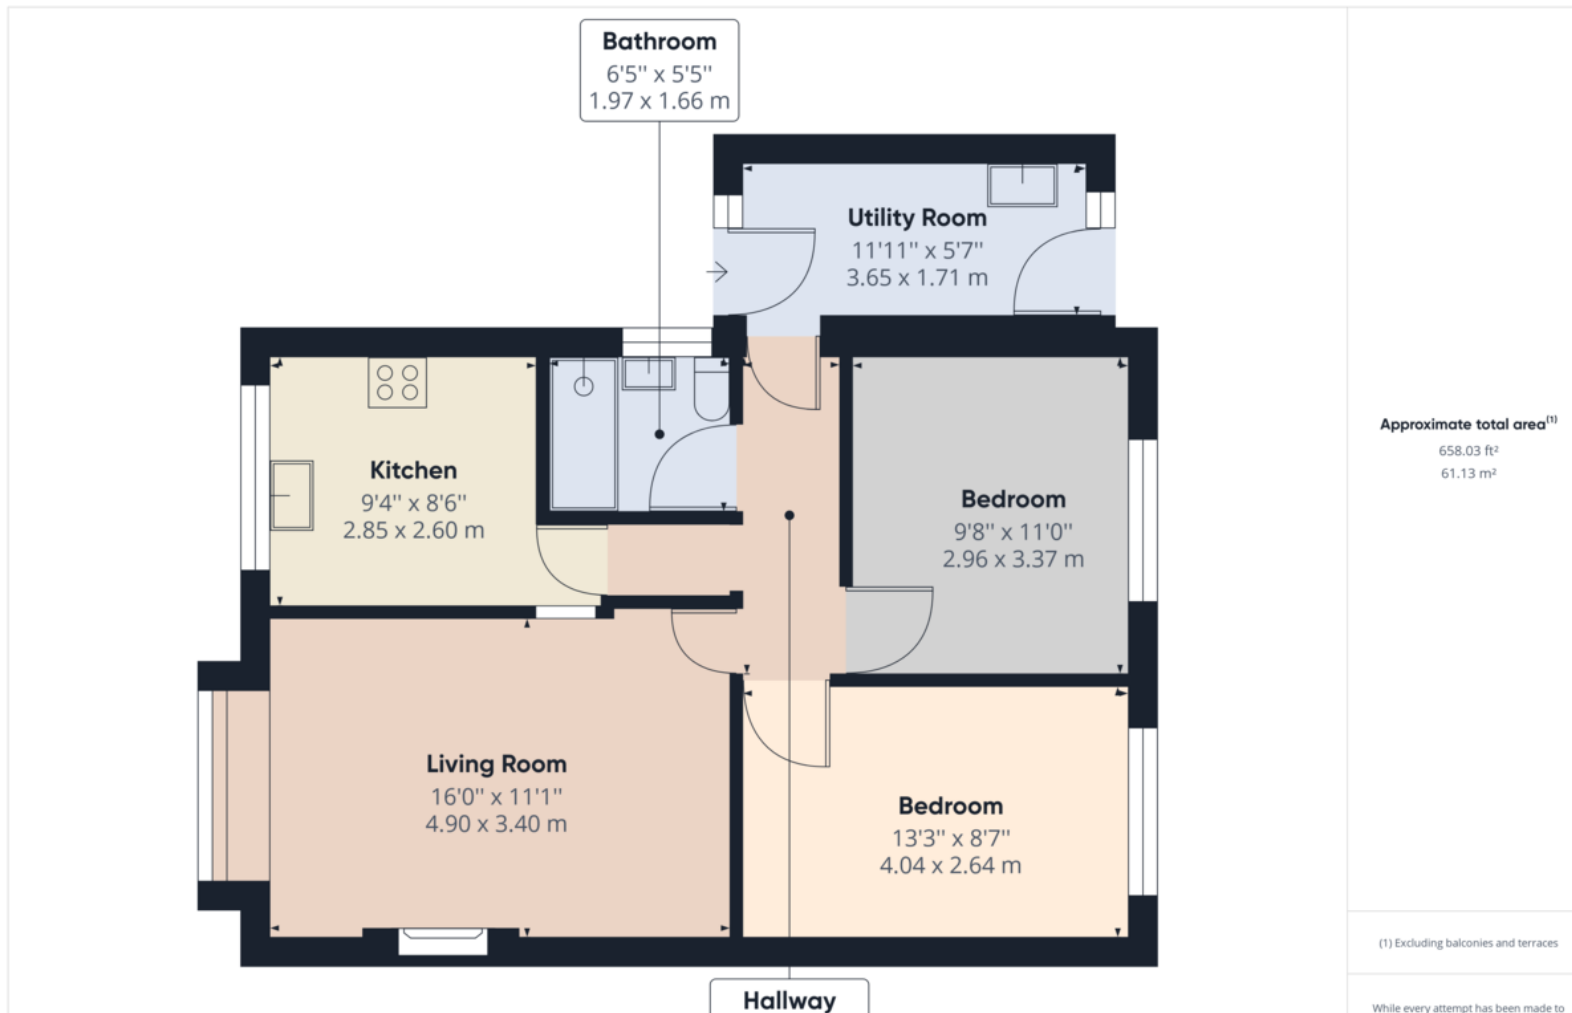 Bathroom
6'5'' x 5'5''
1.97 x 1.66 m
Utility Room
11'11'' x 5'7''
3.65 x 1.71 m
Kitchen
9'4'' x 8'6''
2.85 x 2.60 m
Bedroom
9'8'' x 11'0''
2.96 x 3.37 m
Living Room
16'0'' x 11'1''
4.90 x 3.40 m
Bedroom
13'3'' x 8'7''
4.04 x 2.64 m
Hallway
Approximate total area(1)
658.03 ft²
61.13 m²
(1) Excluding balconies and terraces
While every attempt has been made to